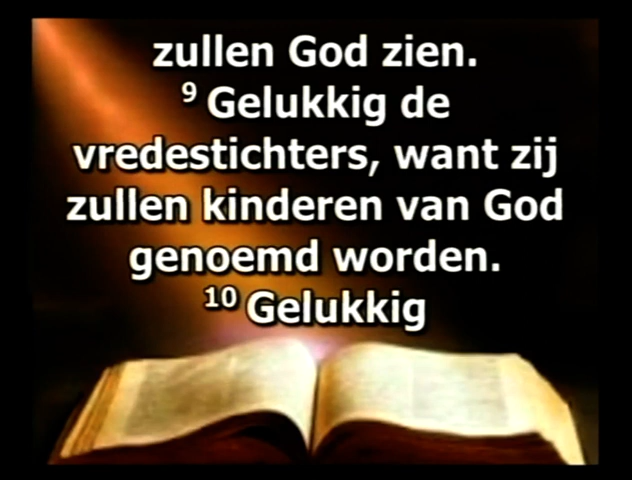 zullen God zien.
9 Gelukkig de
vredestichters, want zij
zullen kinderen van God
genoemd worden.
10 Gelukkig